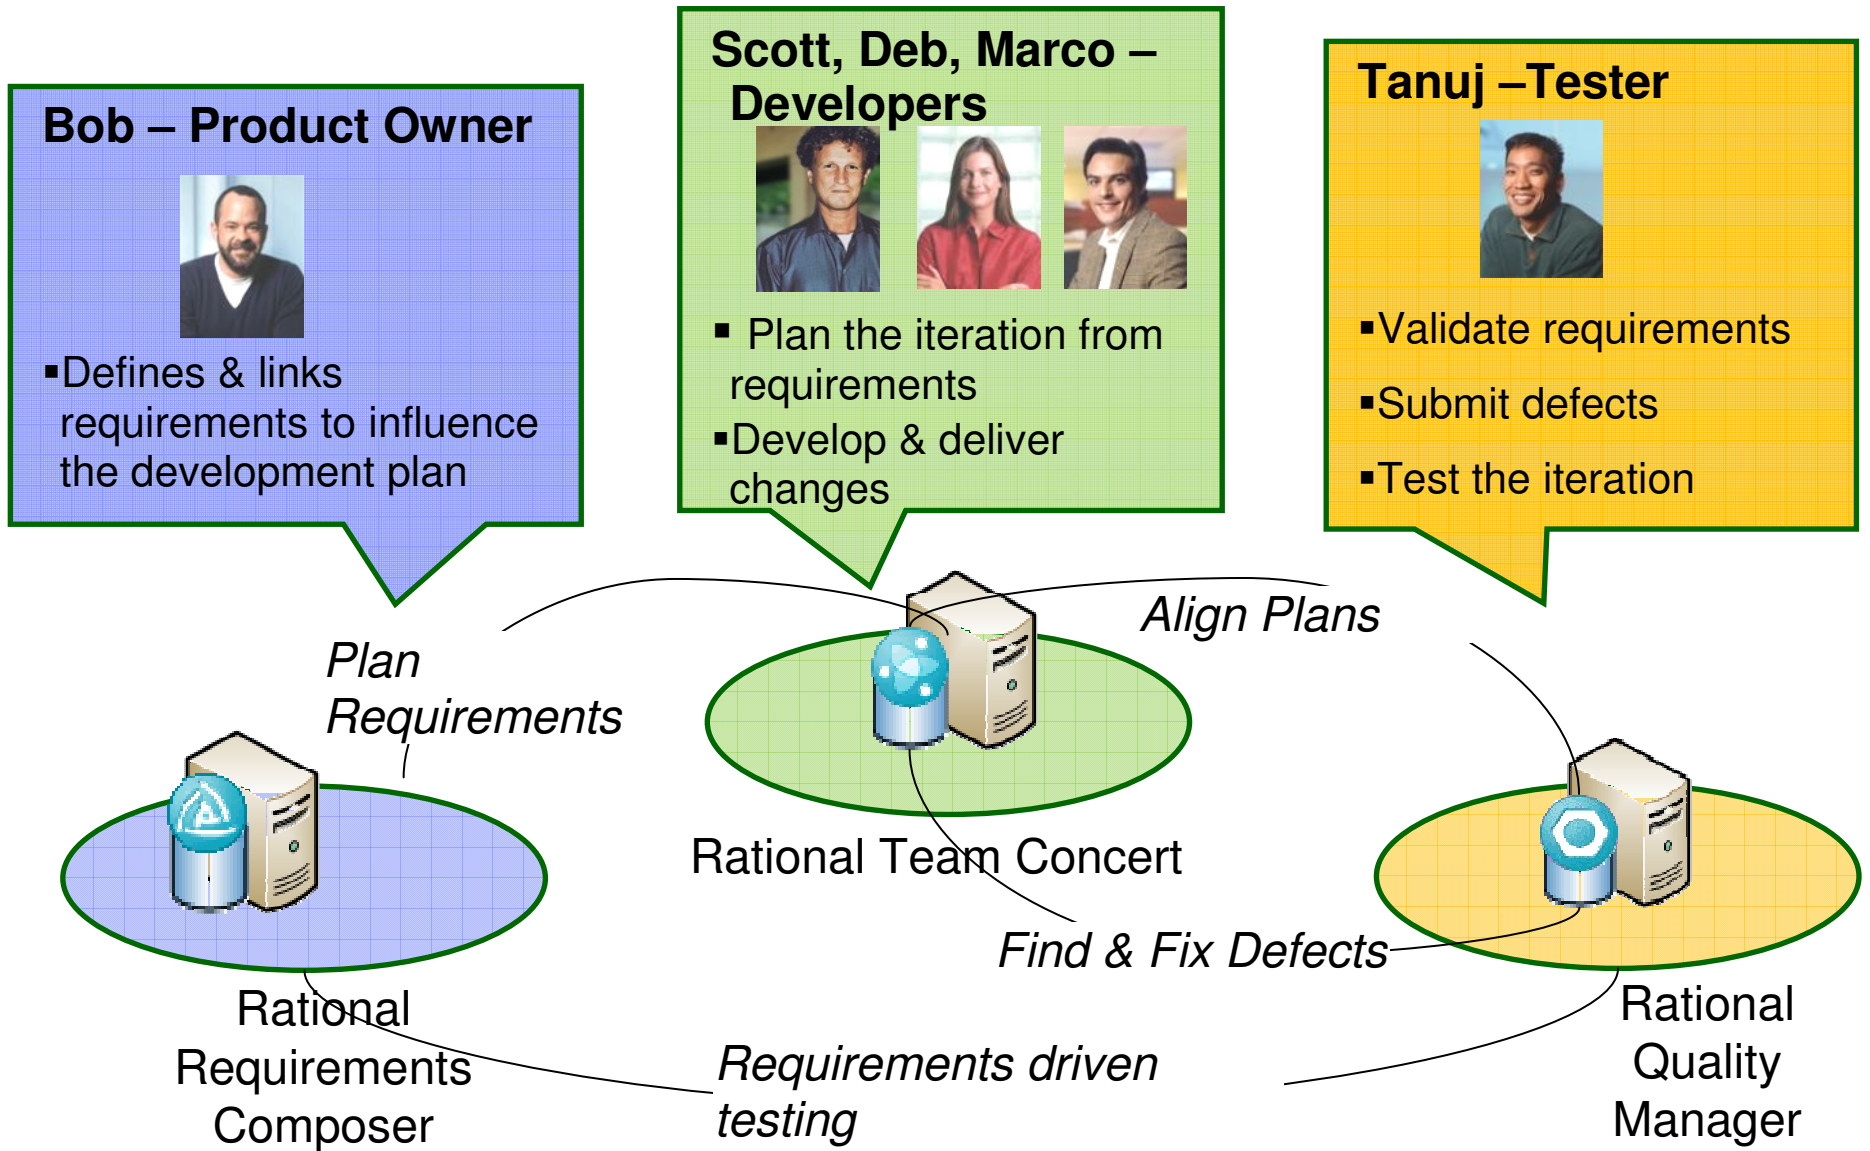 Bob – Product Owner
▪Defines & links
requirements to influence
the development plan
Scott, Deb, Marco –
Developers
▪ Plan the iteration from
requirements
▪Develop & deliver
changes
Tanuj –Tester
▪Validate requirements
▪Submit defects
▪Test the iteration
Plan
Requirements
Align Plans
Rational Team Concert
Find & Fix Defects
Rational
Requirements
Composer
Requirements driven
testing
Rational
Quality
Manager